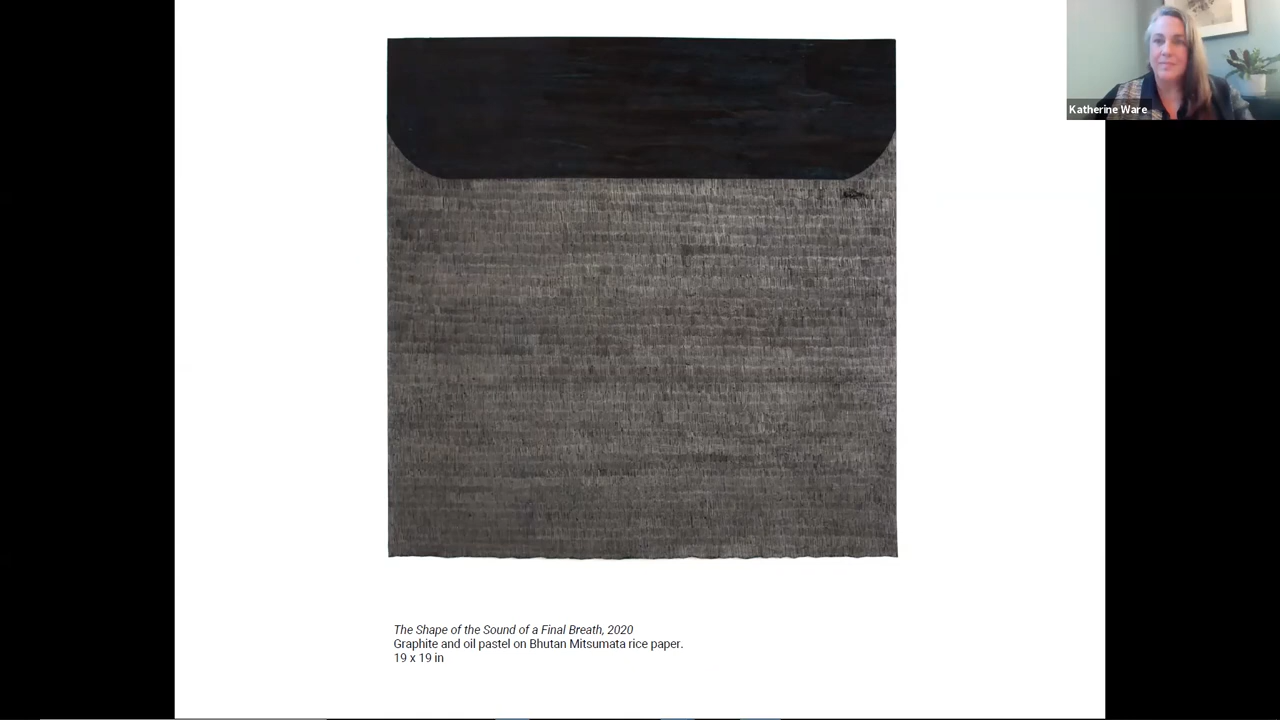 Katherine Ware
The Shape of the Sound of a Final Breath, 2020
Graphite and oil pastel on Bhutan Mitsumata rice paper.
19 x 19 in